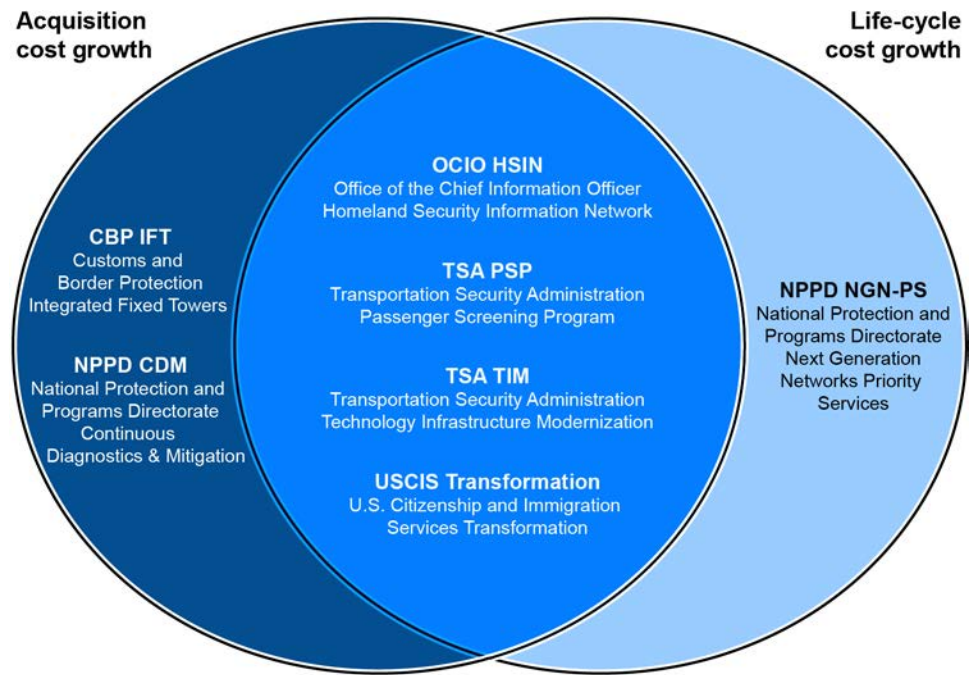 Acquisition
cost growth
Life-cycle
cost growth
CBP IFT
Customs and
Border Protection
Integrated Fixed Towers
NPPD CDM
National Protection and
Programs Directorate
Continuous
Diagnostics & Mitigation
OCIO HSIN
Office of the Chief Information Officer
Homeland Security Information Network
TSA PSP
Transportation Security Administration
Passenger Screening Program
TSA TIM
Transportation Security Administration
Technology Infrastructure Modernization
USCIS Transformation
U.S. Citizenship and Immigration
Services Transformation
NPPD NGN-PS
National Protection and
Programs Directorate
Next Generation
Networks Priority
Services